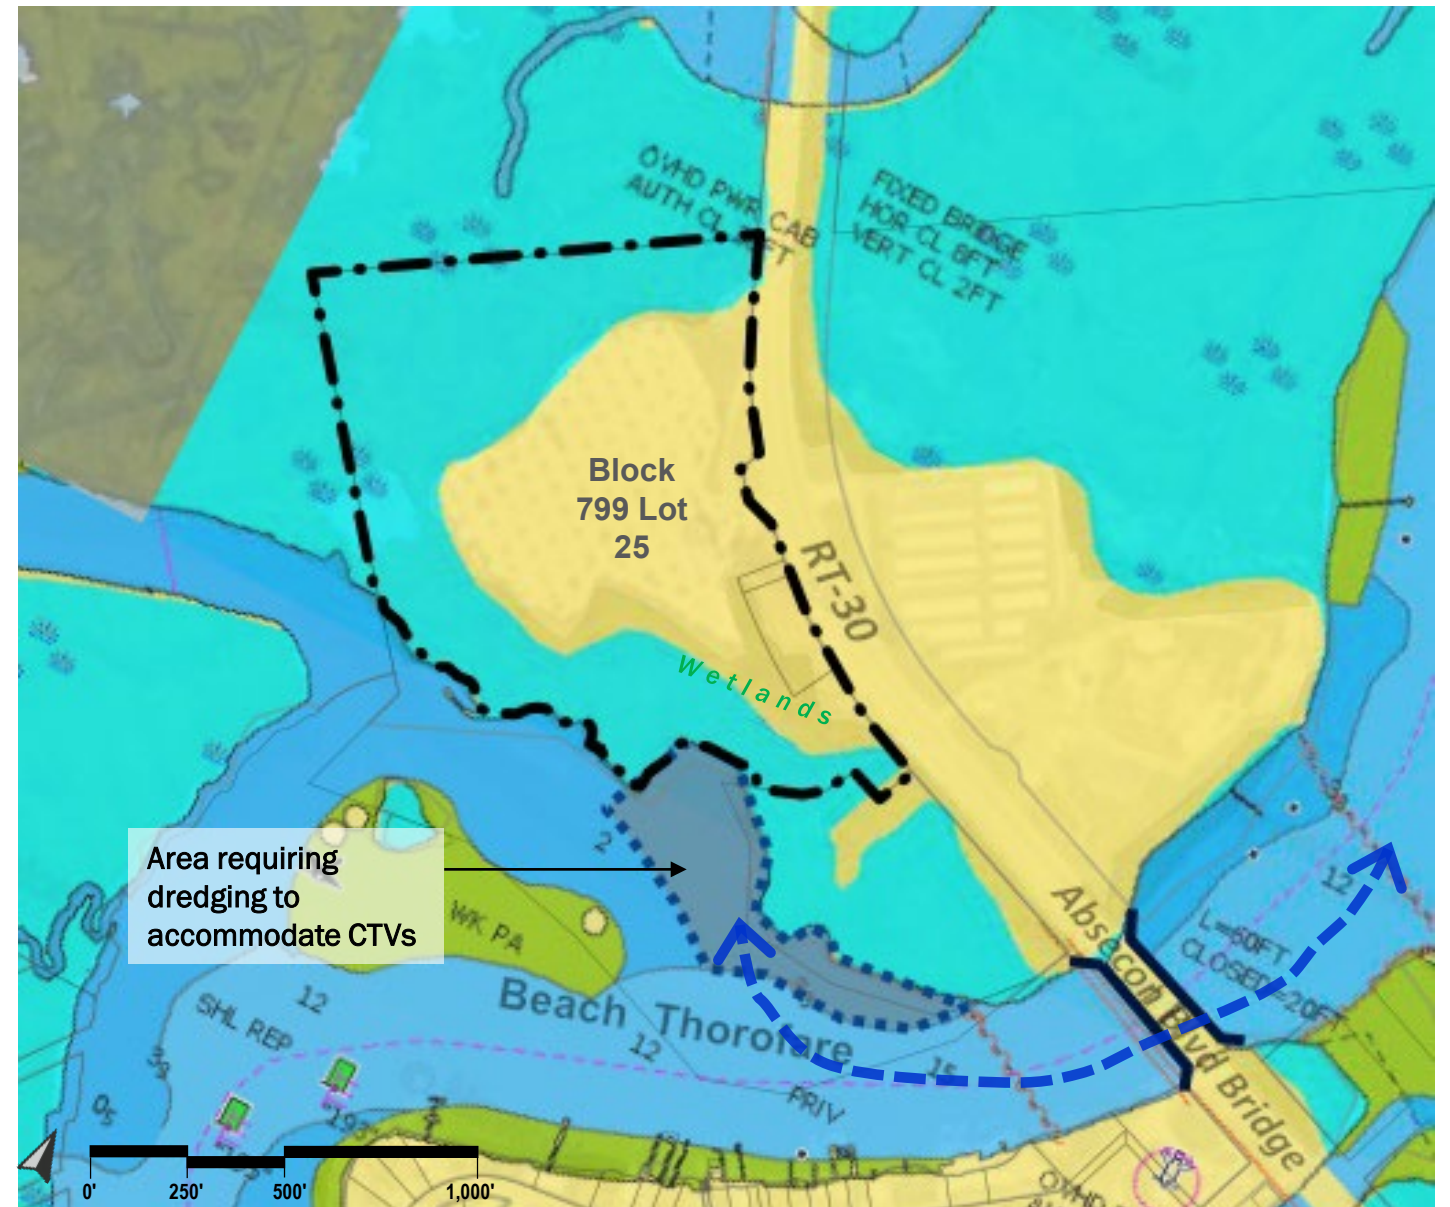 OVHD PWR CAB
AUTH CL FT
FIXED BRIDGE
HOR CL 8FT
VERT CL 2FT
Block
799 Lot
25
RT-30
Wetlands
2
Area requiring
dredging to
accommodate CTVs
WK PA
12
Absecon Blvd Bridge
L=60FT
CLOSED=20FT
Beach Thorofare
12
SHL REP
12
15
PRIV
0' 250' 500' 1,000'